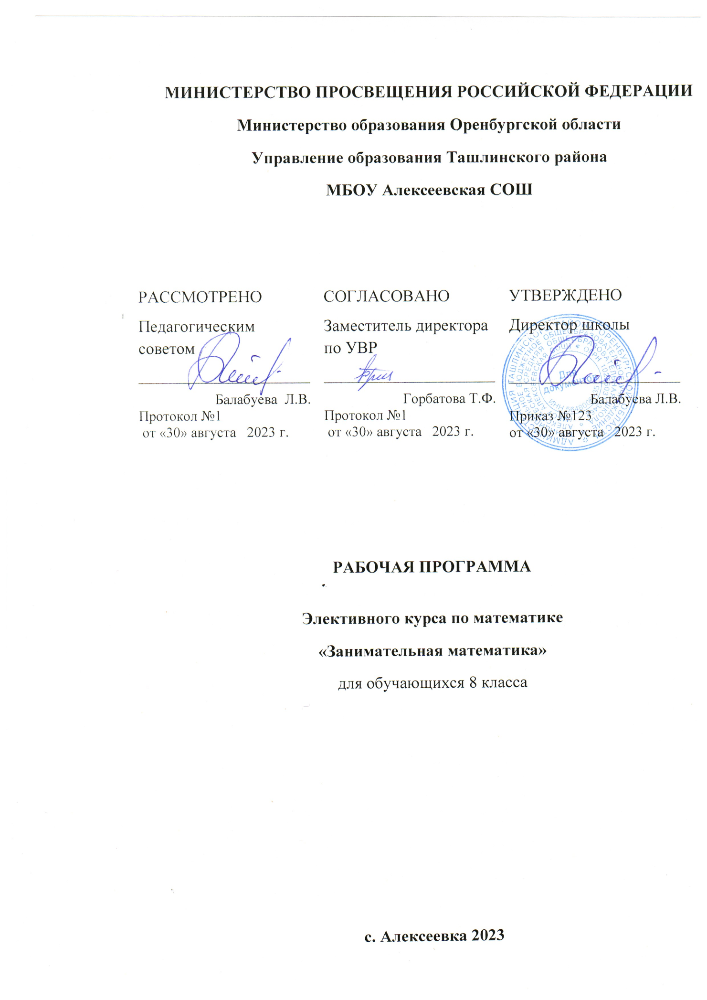 МИНИСТЕРСТВО ПРОСВЕЩЕНИЯ РОССИЙСКОЙ ФЕДЕРАЦИИ
Министерство образования Оренбургской области
Управление образования Ташлинского района
МБОУ Алексеевская СОШ
РАССМОТРЕНО
Педагогическим
советом
Балабуева Л.В.
Протокол №1
от «30» августа 2023 г.
СОГЛАСОВАНО
Заместитель директора
по УВР
Горбатова Т.Ф.
Протокол №1
от «30» августа 2023 г.
УТВЕРЖДЕНО
Директор школы
Для
документов
Балабуева Л.В.
Приказ №123
от «30» августа 2023 г.
РАБОЧАЯ ПРОГРАММА
Элективного курса по математике
«Занимательная математика»
для обучающихся 8 класса
с. Алексеевка 2023